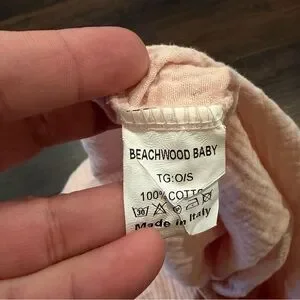 BEACHWOOD BABY
TG:O/S
100% COTTO
Made in Italy